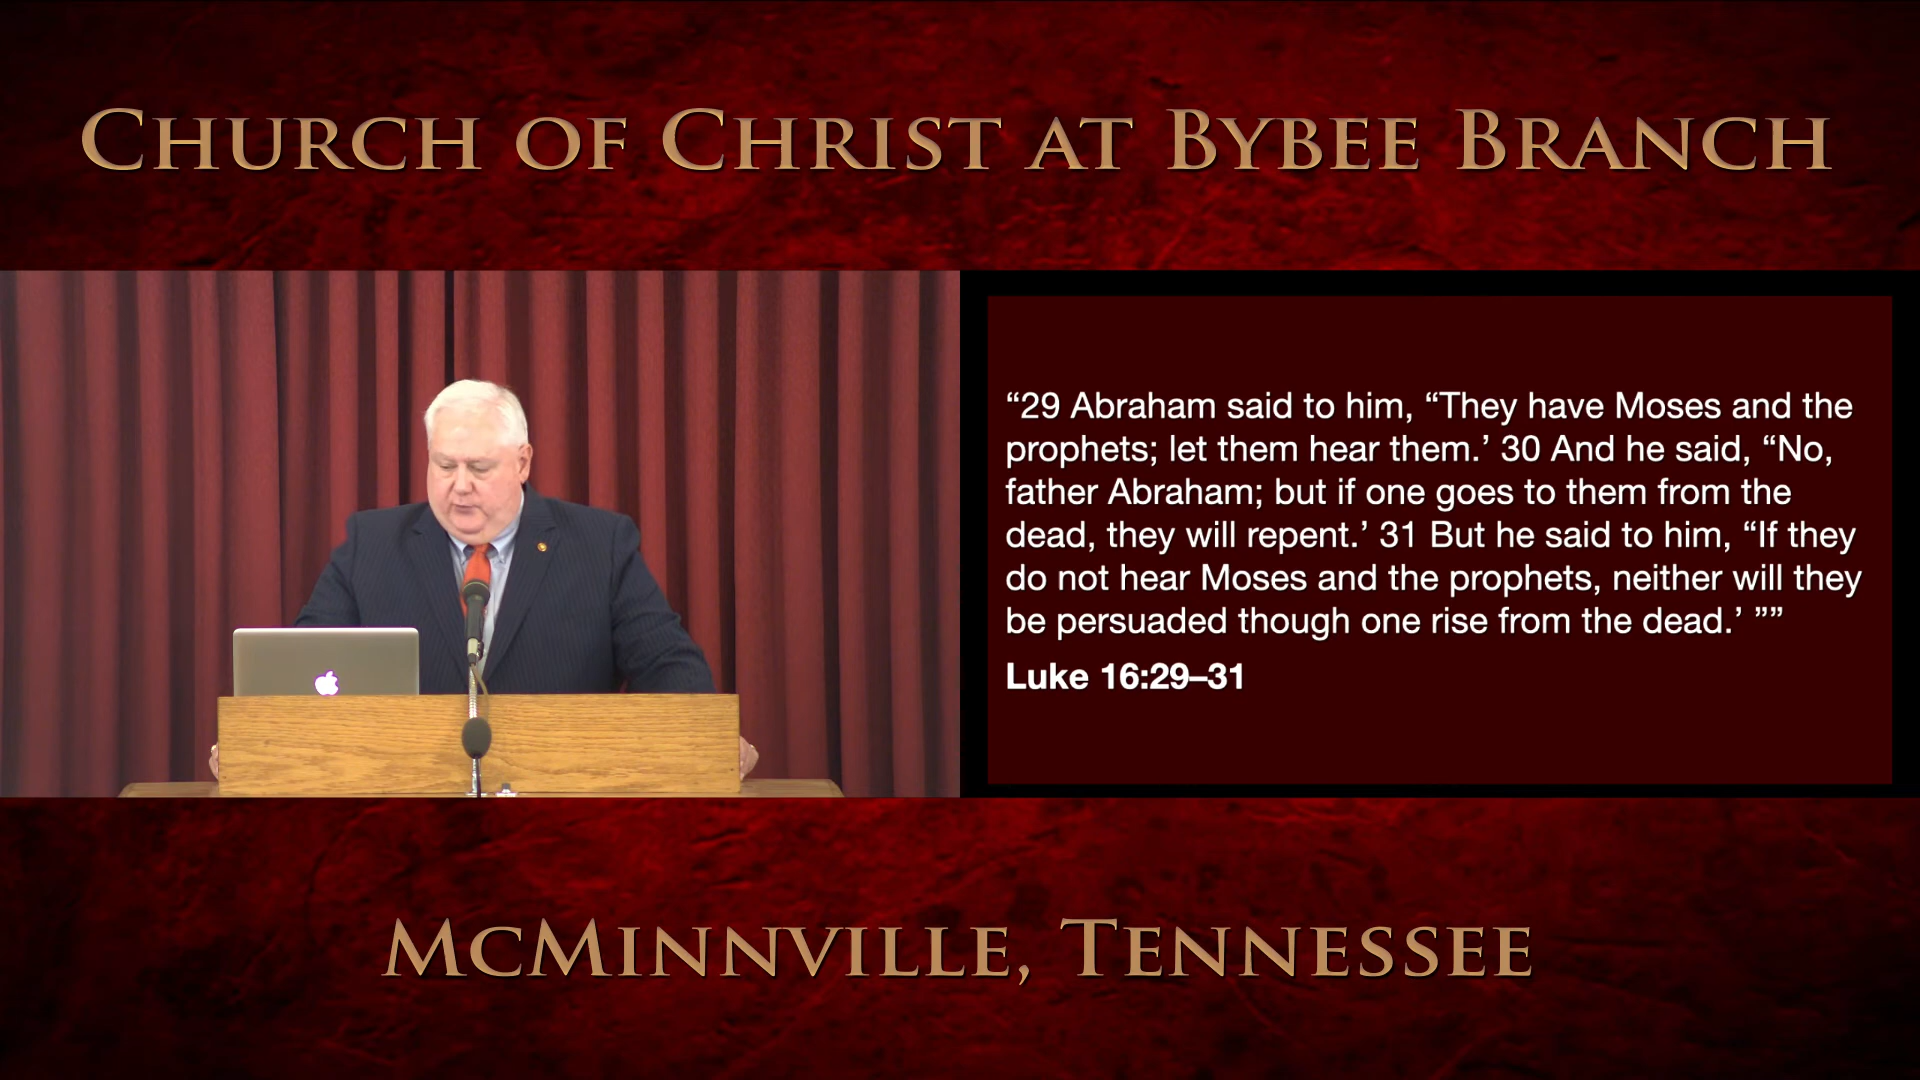 CHURCH OF CHRIST AT BYBEE BRANCH
“29 Abraham said to him, “They have Moses and the
prophets; let them hear them.’ 30 And he said, “No,
father Abraham; but if one goes to them from the
dead, they will repent.’ 31 But he said to him, “If they
do not hear Moses and the prophets, neither will they
be persuaded though one rise from the dead.’ ””
Luke 16:29–31
MCMINNVILLE, TENNESSEE